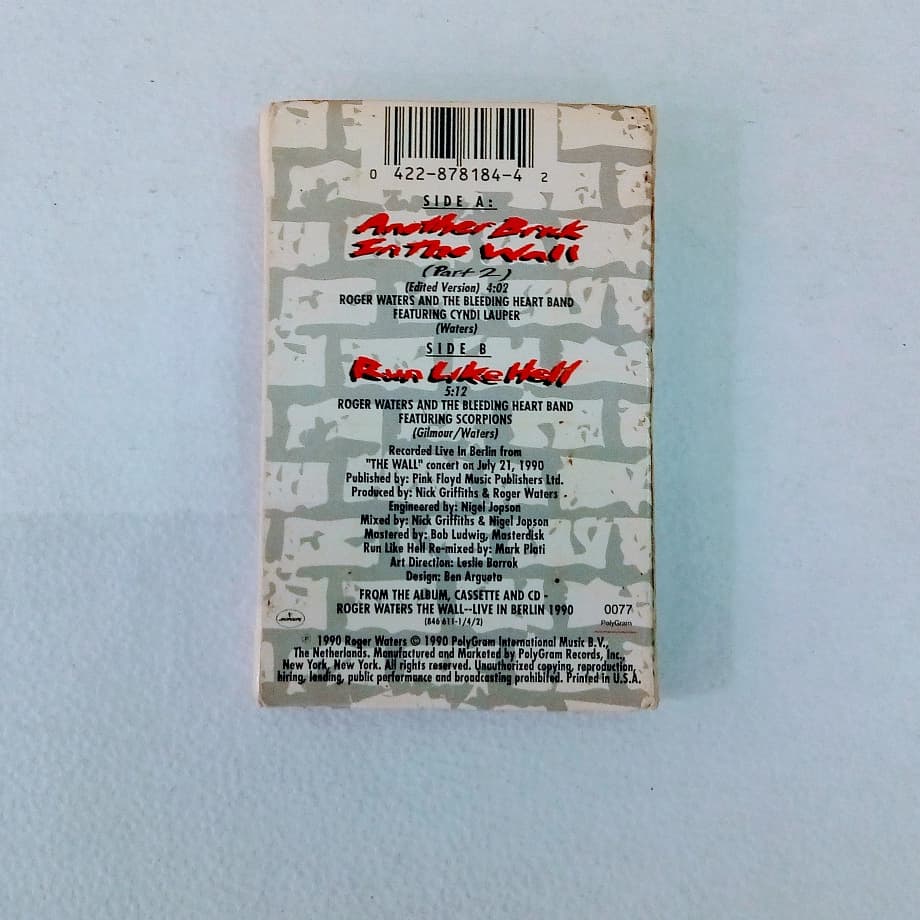 0 422-878184-4 2
SIDE A:
Another Brick
In The Wall
(Part 2)
(Edited Version) 4:02
ROGER WATERS AND THE BLEEDING HEART BAND
FEATURING CYNDI LAUPER
(Waters)
SIDE B
Run Like Hell
5:12
ROGER WATERS AND THE BLEEDING HEART BAND
FEATURING SCORPIONS
(Gilmour/Waters)
Recorded Live In Berlin from
"THE WALL" concert on July 21, 1990
Published by: Pink Floyd Music Publishers Ltd.
Produced by: Nick Griffiths & Roger Waters
Engineered by: Nigel Jopson
Mixed by: Nick Griffiths & Nigel Jopson
Mastered by: Bob Ludwig, Masterdisk
Run Like Hell Re-mixed by: Mark Plati
Art Direction: Leslie Borrok
Design: Ben Argueta
FROM THE ALBUM, CASSETTE AND CD -
ROGER WATERS THE WALL--LIVE IN BERLIN 1990
(846 611-1/4/2)
0077
PolyGram
℗ 1990 Roger Waters © 1990 PolyGram International Music B.V.,
The Netherlands. Manufactured and Marketed by PolyGram Records, Inc.,
New York, New York. All rights reserved. Unauthorized copying, reproduction,
hiring, lending, public performance and broadcasting prohibited. Printed in U.S.A.